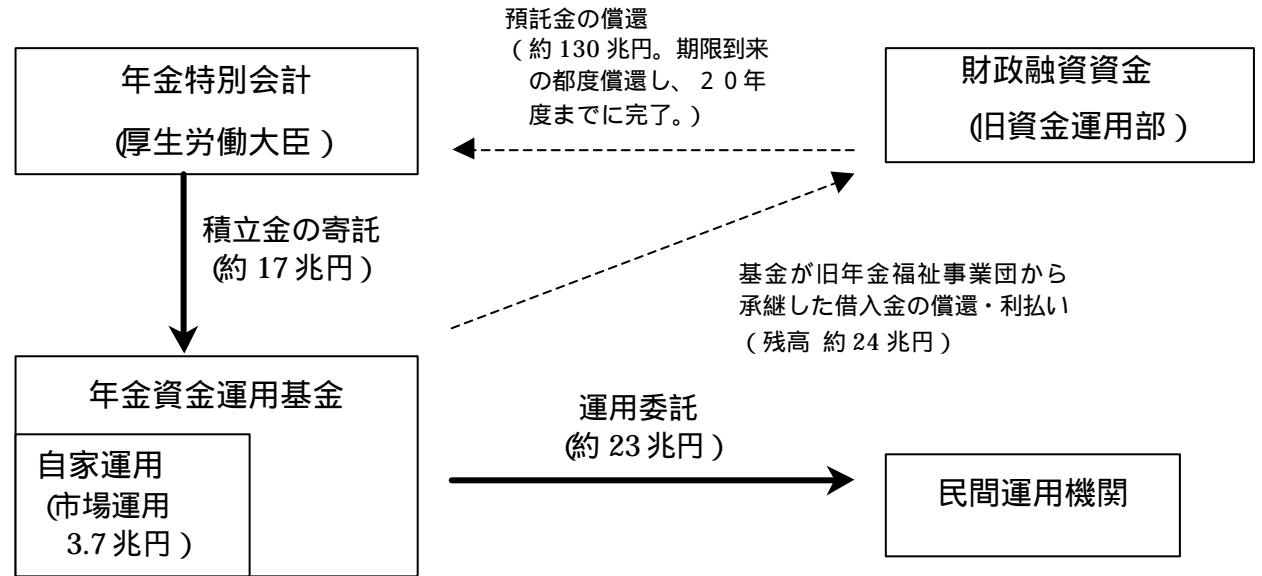 預託金の償還
(約 130 兆円。期限到来
の都度償還し、20年
度までに完了。)
年金特別会計
(厚生労働大臣)
財政融資資金
(旧資金運用部)
積立金の寄託
(約 17 兆円)
基金が旧年金福祉事業団から
承継した借入金の償還・利払い
(残高 約 24 兆円)
年金資金運用基金
運用委託
(約 23 兆円)
自家運用
(市場運用
3.7 兆円)
民間運用機関